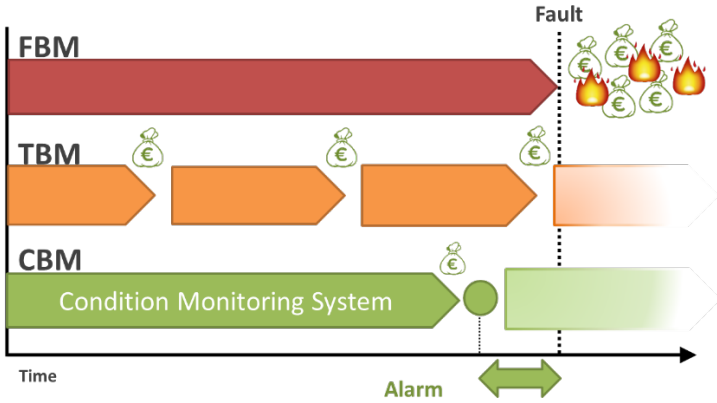 Fault
FBM
€ € € € €
€ € €
TBM
€
CBM
Condition Monitoring System
Time
Alarm